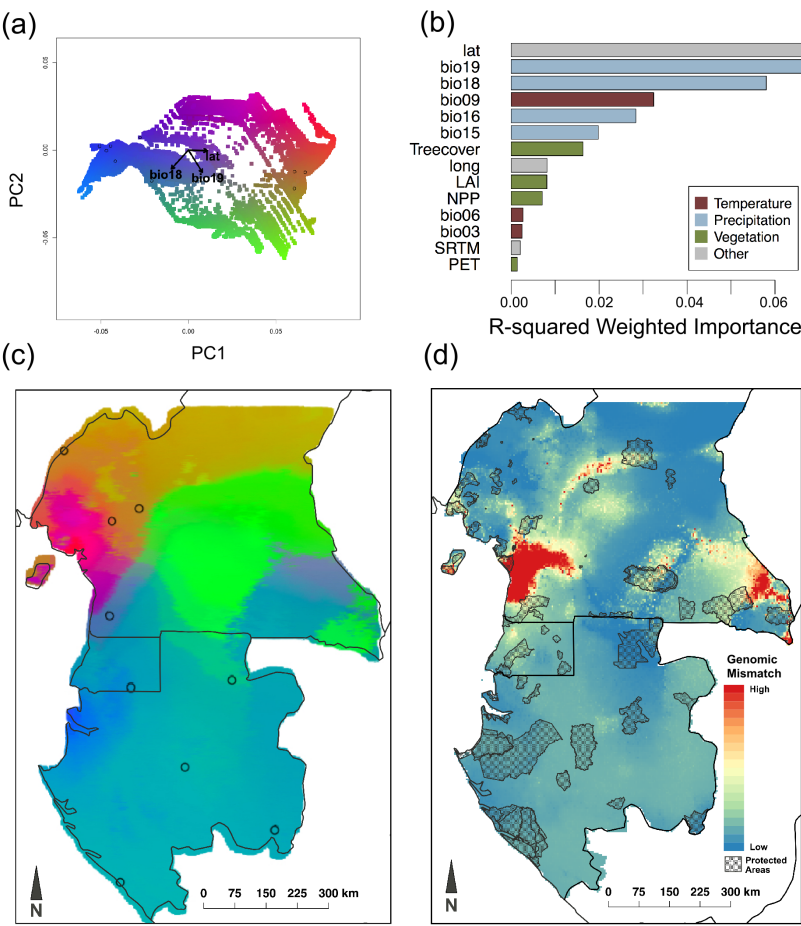 (a)
0.05
0.00
-0.05
PC2
lat
bio18
bio19
-0.05
0.00
0.05
PC1
(b)
lat
bio19
bio18
bio09
bio16
bio15
Treecover
long
LAI
NPP
bio06
bio03
SRTM
PET
Temperature
Precipitation
Vegetation
Other
0.00
0.02
0.04
0.06
R-squared Weighted Importance
(c)
N
0 75 150 225 300 km
(d)
Genomic
Mismatch
High
Low
Protected
Areas
N
0 75 150 225 300 km